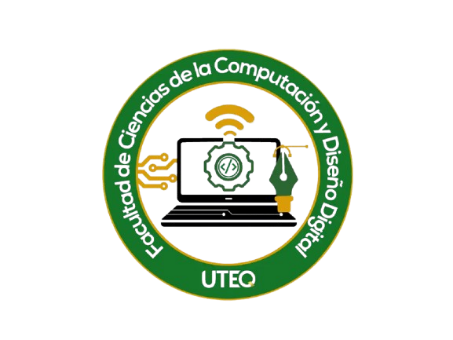 Facultad de Ciencias de la Computación y Diseño Digital
</>
UTEQ